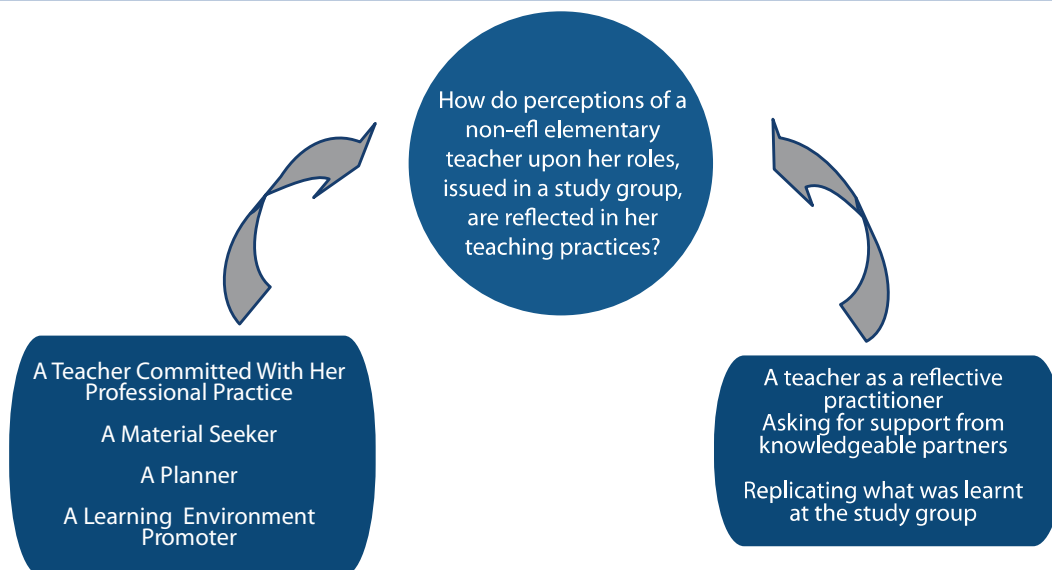 How do perceptions of a
non-efl elementary
teacher upon her roles,
issued in a study group,
are reflected in her
teaching practices?
A Teacher Committed With Her
Professional Practice
A Material Seeker
A Planner
A Learning Environment
Promoter
A teacher as a reflective
practitioner
Asking for support from
knowledgeable partners
Replicating what was learnt
at the study group